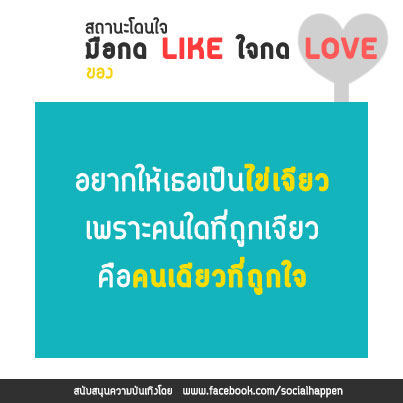 สถานะโดนใจ
มือกด LIKE ใจกด LOVE
ของ
อยากให้เธอเป็นไข่เจียว
เพราะคนใดที่ถูกเจียว
คือคนเดียวที่ถูกใจ
สนับสนุนความบันเทิงโดย www.facebook.com/socialhappen